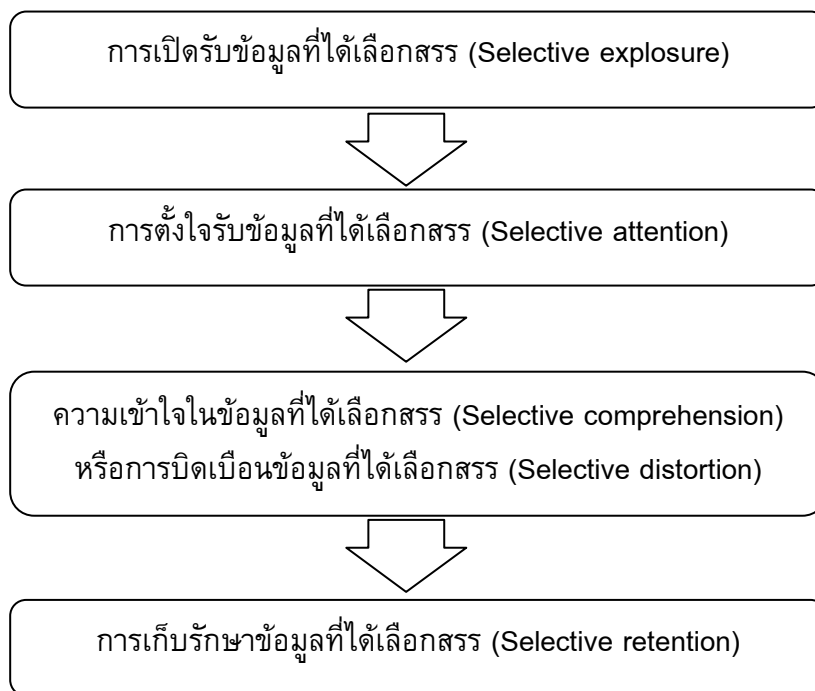 การเปิดรับข้อมูลที่ได้เลือกสรร (Selective explosure)
การตั้งใจรับข้อมูลที่ได้เลือกสรร (Selective attention)
ความเข้าใจในข้อมูลที่ได้เลือกสรร (Selective comprehension)
หรือการบิดเบือนข้อมูลที่ได้เลือกสรร (Selective distortion)
การเก็บรักษาข้อมูลที่ได้เลือกสรร (Selective retention)